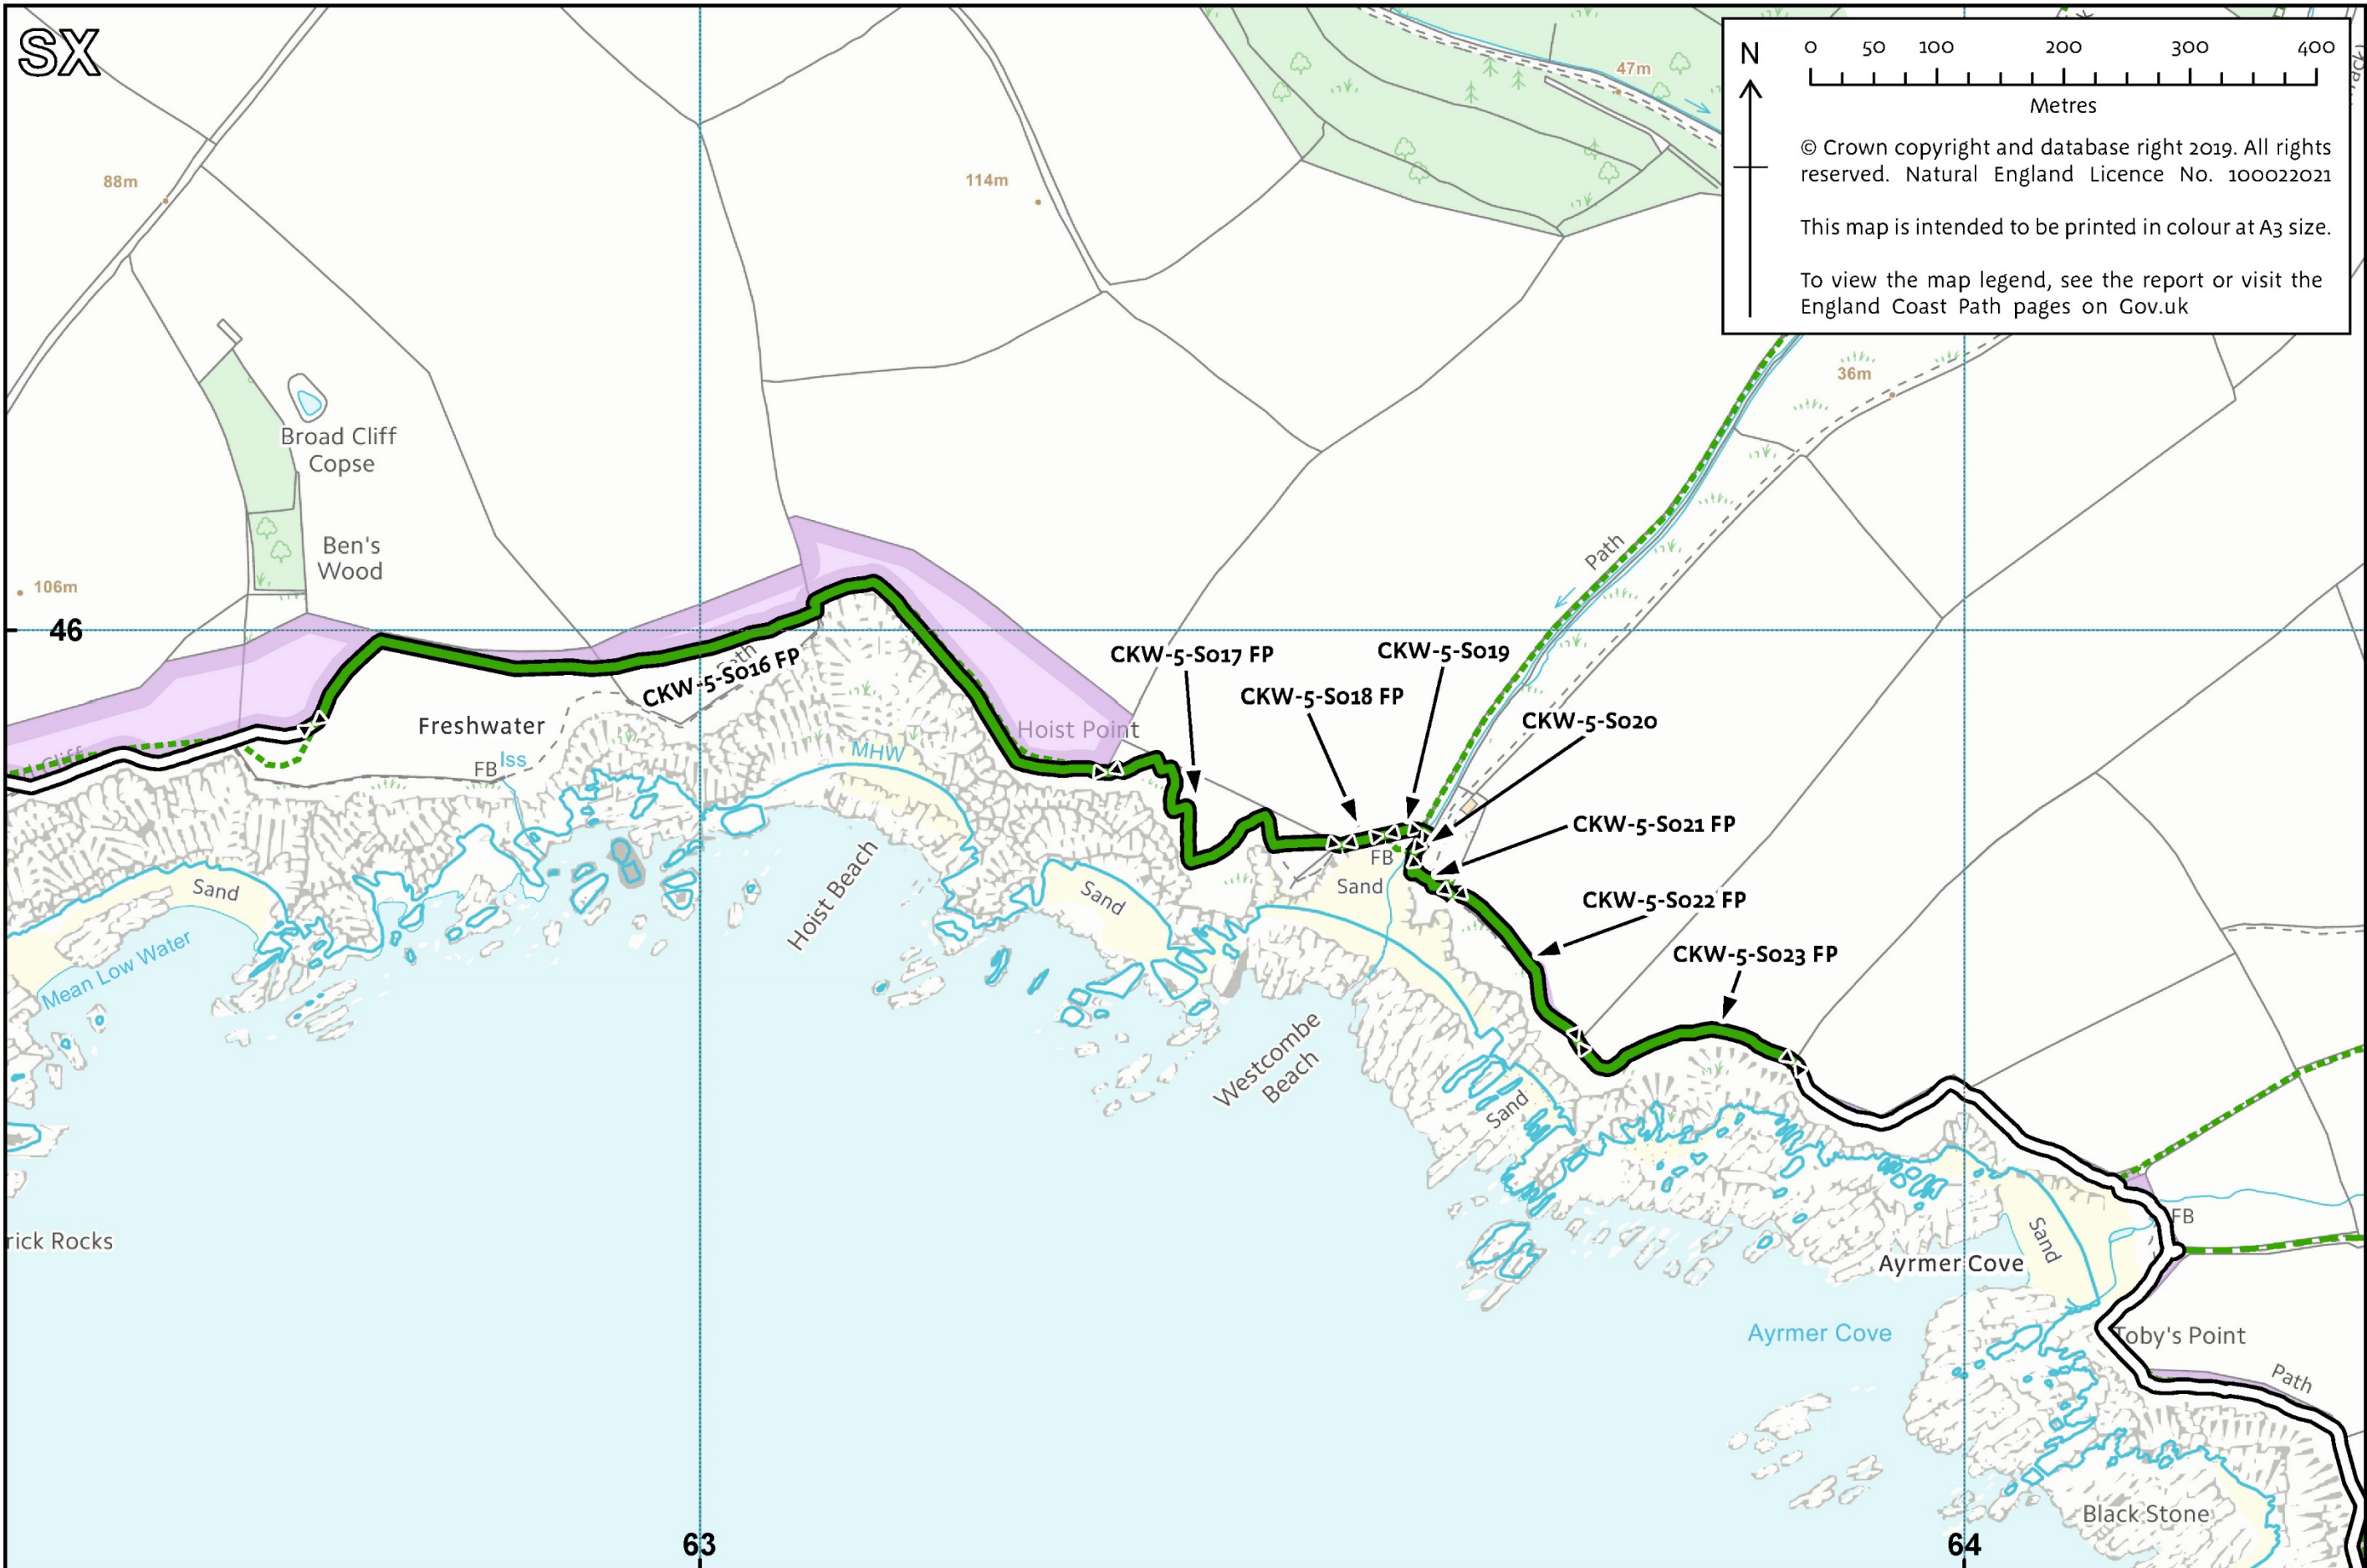 SX
N
0 50 100 200 300 400
Metres
© Crown copyright and database right 2019. All rights
reserved. Natural England Licence No. 100022021
This map is intended to be printed in colour at A3 size.
To view the map legend, see the report or visit the
England Coast Path pages on Gov.uk
47m
88m
114m
36m
Broad Cliff
Copse
Ben's
Wood
106m
46
Path
CKW-5-S016 FP
CKW-5-S017 FP
CKW-5-S018 FP
CKW-5-S019
CKW-5-S020
CKW-5-S021 FP
CKW-5-S022 FP
CKW-5-S023 FP
Freshwater
Hoist Point
FB
Iss
MHW
FB
Sand
Sand
Sand
Hoist Beach
Mean Low Water
Westcombe
Beach
Sand
rick Rocks
FB
Sand
Ayrmer Cove
Ayrmer Cove
Toby's Point
Path
Black Stone
63
64